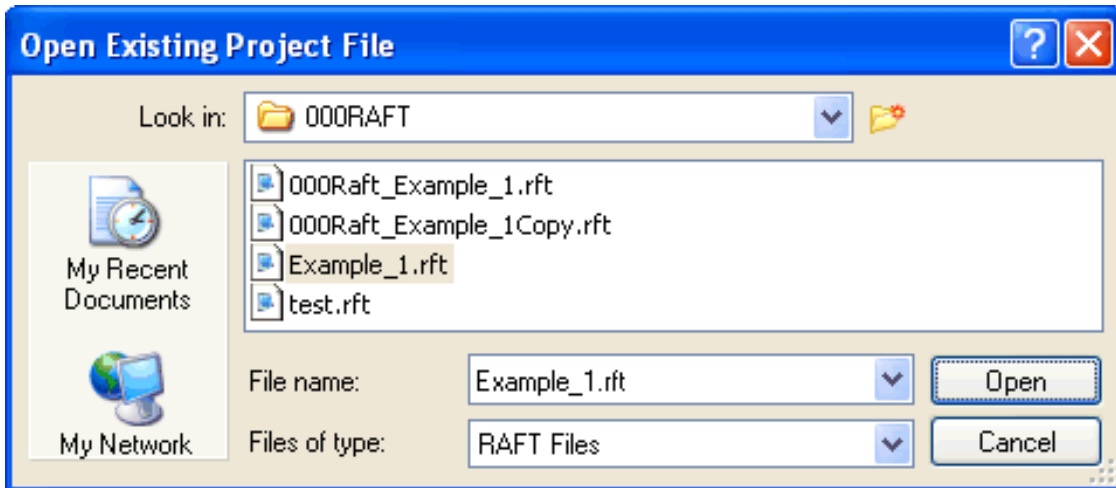 Open Existing Project File
Look in: 000RAFT
000Raft_Example_1.rft
000Raft_Example_1Copy.rft
Example_1.rft
test.rft
My Recent
Documents
My Network
File name: Example_1.rft Open
Files of type: RAFT Files Cancel